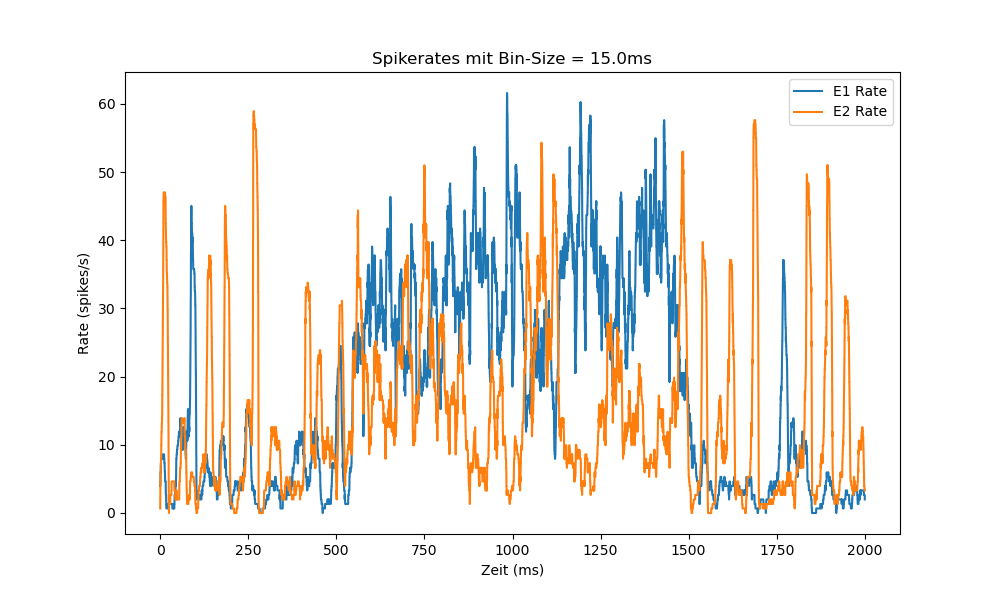 Spikerates mit Bin-Size = 15.0ms
E1 Rate
E2 Rate
Rate (spikes/s)
60
50
40
30
20
10
0
0 250 500 750 1000 1250 1500 1750 2000
Zeit (ms)